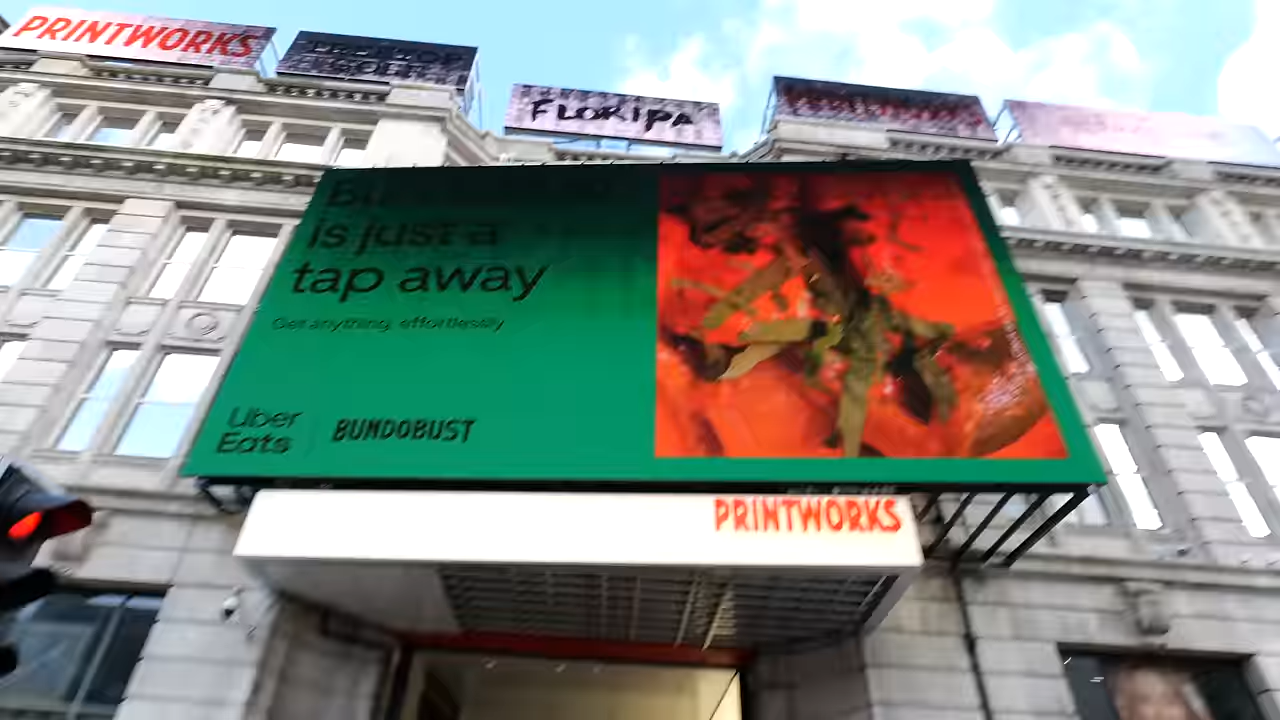 PRINTWORKS
FLORIPA
is just a
tap away
Get anything, effortlessly
Uber
Eats
BUNDOBUST
PRINTWORKS